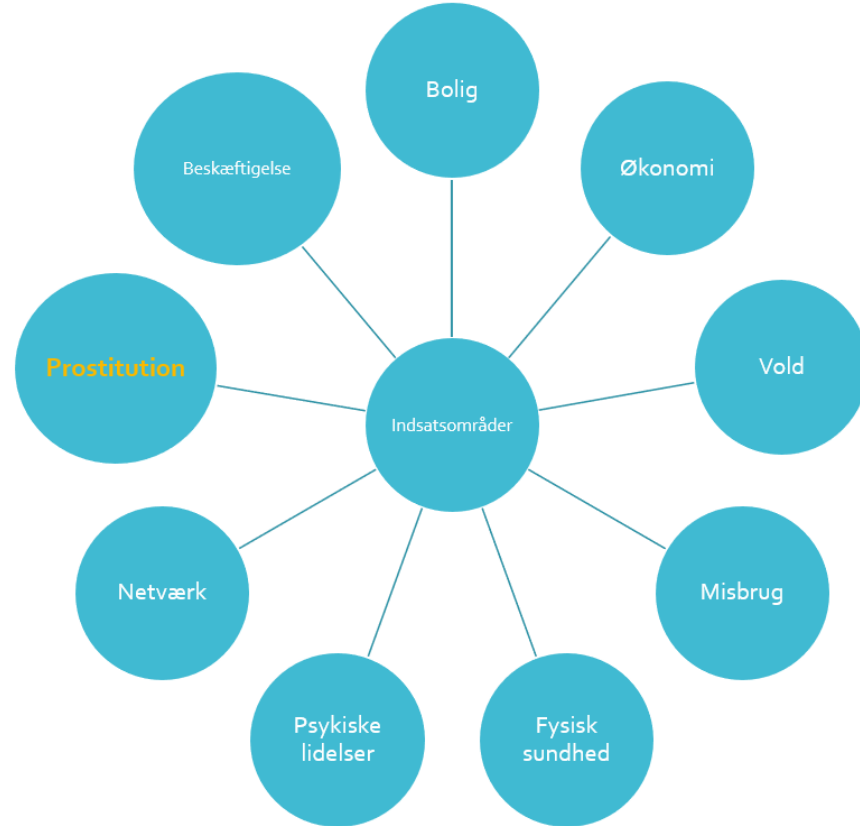 Bolig
Økonomi
Beskæftigelse
Vold
Prostitution
Indsatsområder
Netværk
Misbrug
Psykiske
lidelser
Fysisk
sundhed